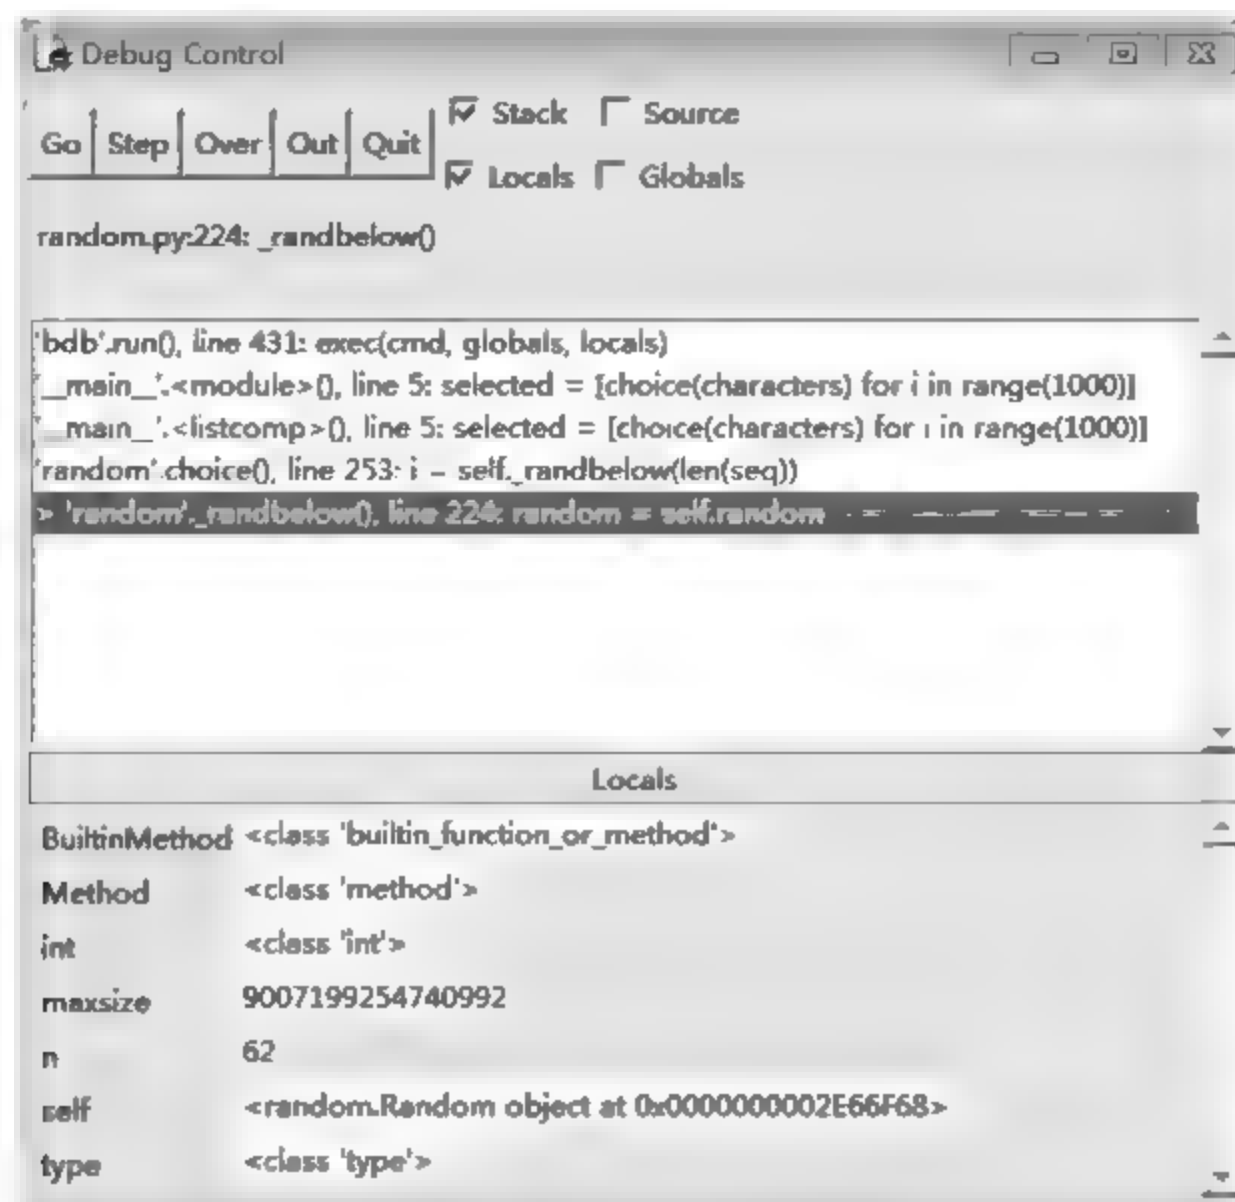 Debug Control
Go Step Over Out Quit
Stack Source
Locals Globals
random.py:224: _randbelow()
'bdb'.run(), line 431: exec(cmd, globals, locals)
'__main__'.<module>(), line 5: selected = [choice(characters) for i in range(1000)]
'__main__'.<listcomp>(), line 5: selected = [choice(characters) for i in range(1000)]
'random'.choice(), line 253: i = self._randbelow(len(seq))
> 'random'._randbelow(), line 224: random = self.random
Locals
BuiltinMethod <class 'builtin_function_or_method'>
Method <class 'method'>
int <class 'int'>
maxsize 9007199254740992
n 62
self <random.Random object at 0x0000000002E66F68>
type <class 'type'>